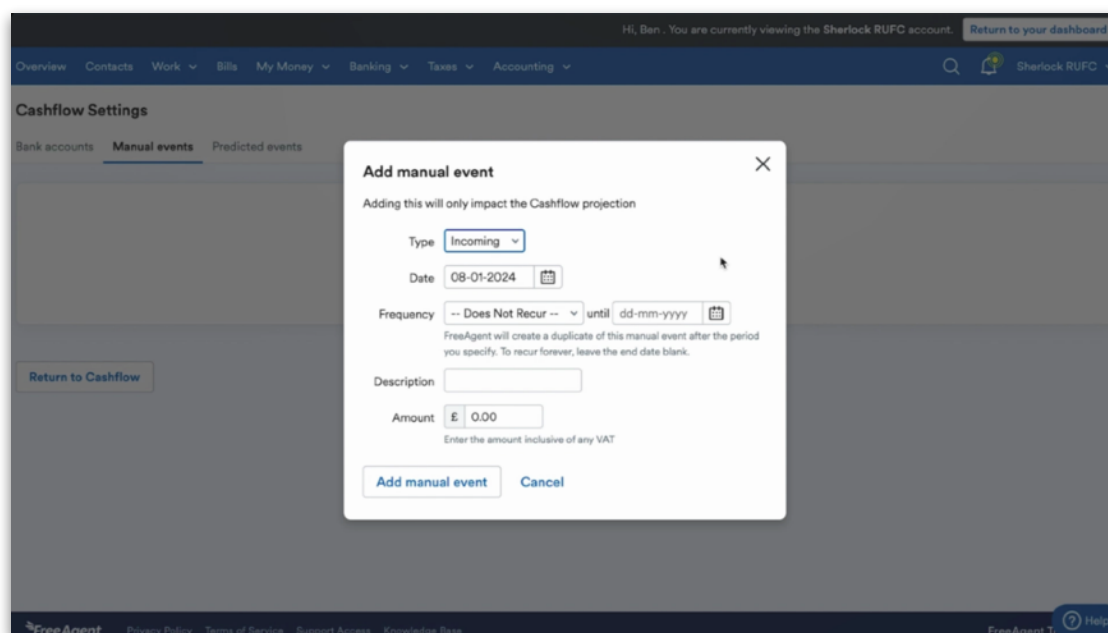 Hi, Ben . You are currently viewing the Sherlock RUFC account. Return to your dashboard
Overview Contacts Work Bills My Money Banking Taxes Accounting Sherlock RUFC
Cashflow Settings
Bank accounts Manual events Predicted events
Add manual event
Adding this will only impact the Cashflow projection
Type Incoming
Date 08-01-2024
Frequency -- Does Not Recur -- until dd-mm-yyyy
FreeAgent will create a duplicate of this manual event after the period
you specify. To recur forever, leave the end date blank.
Description
Amount £ 0.00
Enter the amount inclusive of any VAT
Add manual event Cancel
Return to Cashflow
FreeAgent Privacy Policy Terms of Service Support Access Knowledge Base FreeAgent T
Help